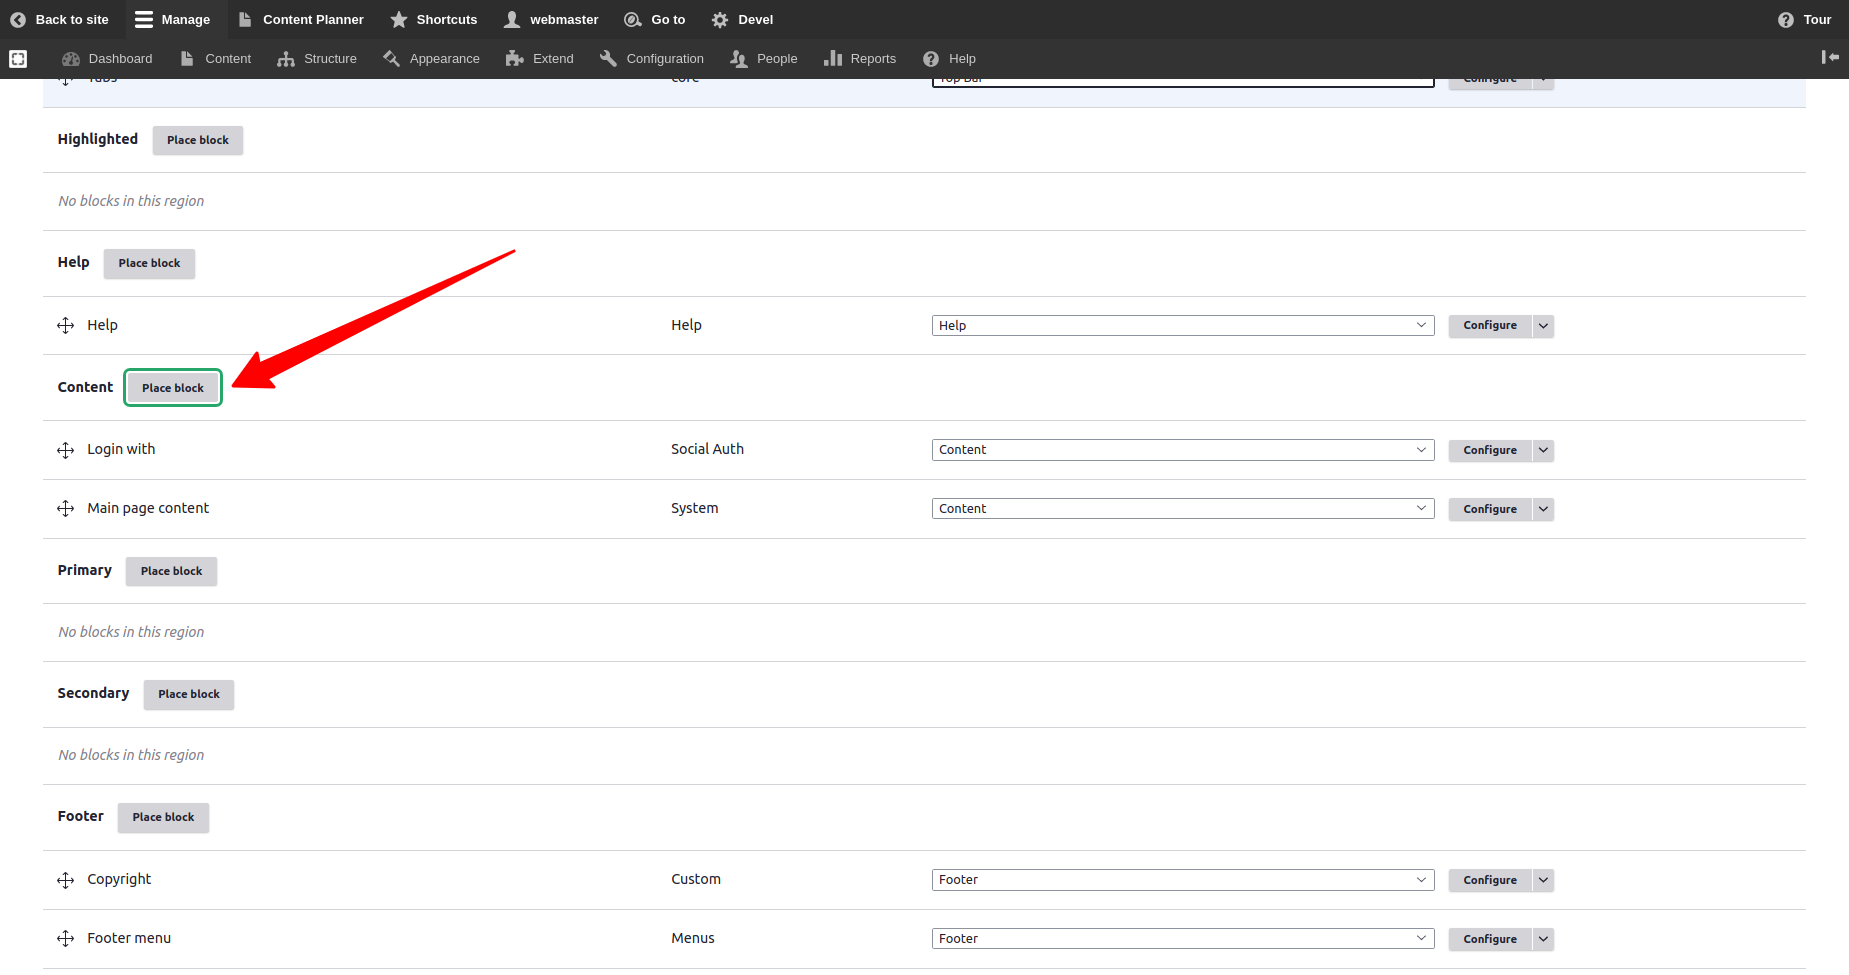 Back to site Manage Content Planner Shortcuts webmaster Go to Devel Tour
Dashboard Content Structure Appearance Extend Configuration People Reports Help
Tabs core Top Bar Configure
Highlighted Place block
No blocks in this region
Help Place block
Help Help Help Configure
Content Place block
Login with Social Auth Content Configure
Main page content System Content Configure
Primary Place block
No blocks in this region
Secondary Place block
No blocks in this region
Footer Place block
Copyright Custom Footer Configure
Footer menu Menus Footer Configure